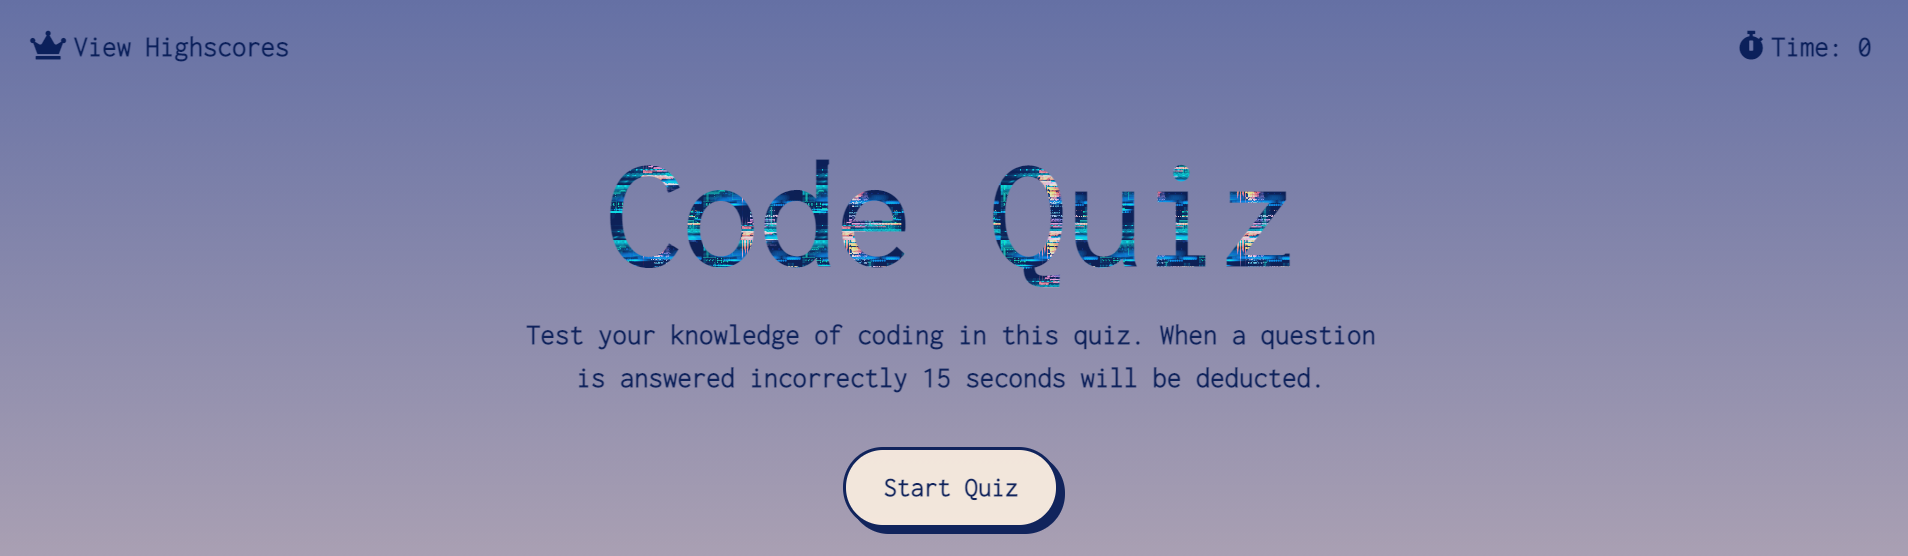 View Highscores
Time: 0
Code Quiz
Test your knowledge of coding in this quiz. When a question
is answered incorrectly 15 seconds will be deducted.
Start Quiz